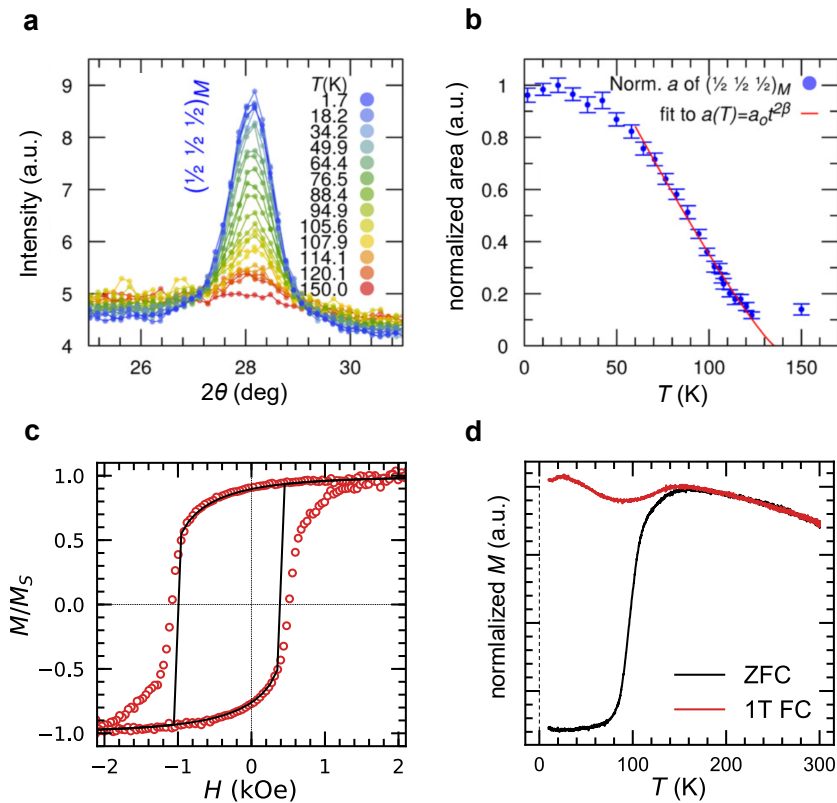 a
9
8
7
6
5
4
26
28
30
Intensity (a.u.)
2θ (deg)
(½ ½ ½)M
T(K)
1.7
18.2
34.2
49.9
64.4
76.5
88.4
94.9
105.6
107.9
114.1
120.1
150.0
b
1
0.8
0.6
0.4
0.2
0
0
50
100
150
normalized area (a.u.)
T (K)
Norm. a of (½ ½ ½)M
fit to a(T)=aot2β
c
1.0
0.5
0.0
−0.5
−1.0
−2
−1
0
1
2
M/MS
H (kOe)
d
normlalized M (a.u.)
ZFC
1T FC
0
100
200
300
T (K)